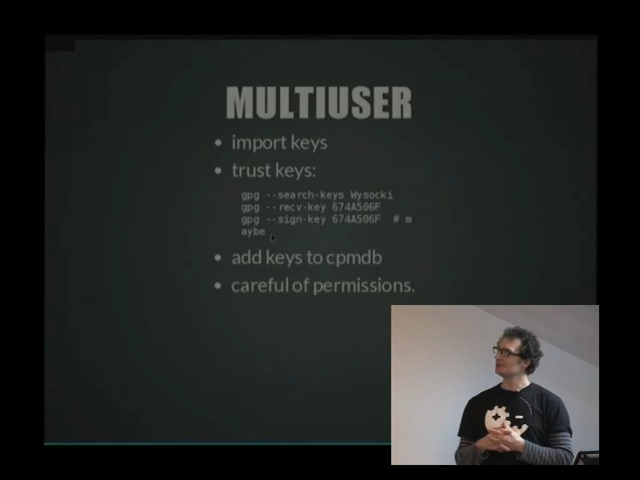 MULTIUSER
• import keys
• trust keys:
gpg --search-keys Wysocki
gpg --recv-key 674A506F
gpg --sign-key 674A506F # m
aybe
• add keys to cpmdb
• careful of permissions.